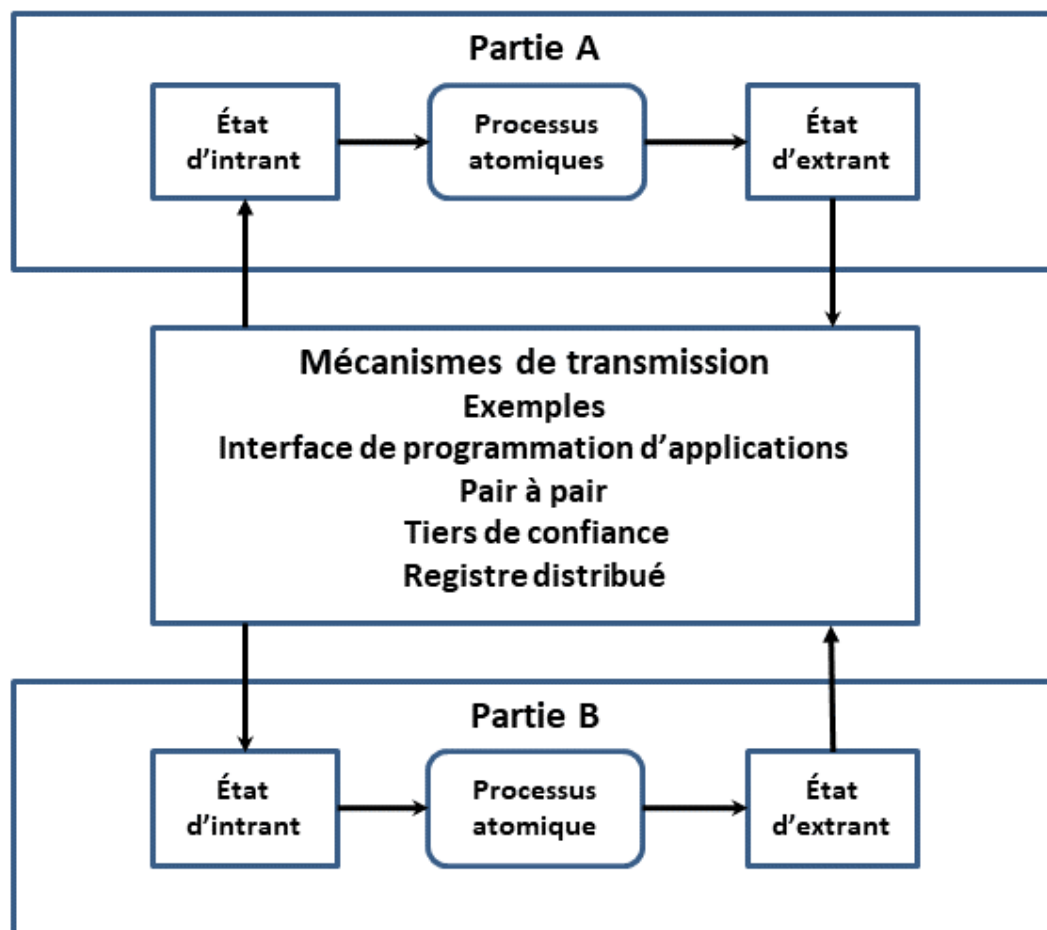 Partie A
État
d’intrant
Processus
atomiques
État
d’extrant
Mécanismes de transmission
Exemples
Interface de programmation d’applications
Pair à pair
Tiers de confiance
Registre distribué
Partie B
État
d’intrant
Processus
atomique
État
d’extrant